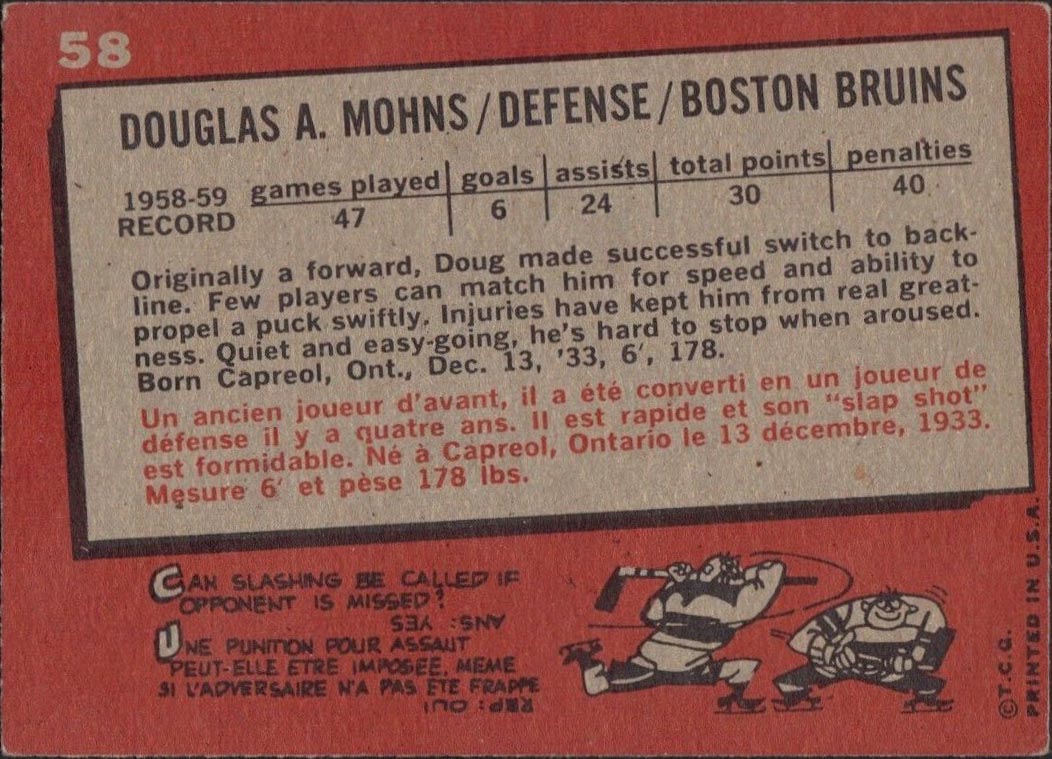 58
DOUGLAS A. MOHNS/DEFENSE/BOSTON BRUINS
1958-59 RECORD games played goals assists total points penalties
47 6 24 30 40
Originally a forward, Doug made successful switch to back-
line. Few players can match him for speed and ability to
propel a puck swiftly. Injuries have kept him from real great-
ness. Quiet and easy-going, he's hard to stop when aroused.
Born Capreol, Ont., Dec. 13, '33, 6', 178.
Un ancien joueur d'avant, il a été converti en un joueur de
défense il y a quatre ans. Il est rapide et son "slap shot"
est formidable. Né à Capreol, Ontario le 13 décembre, 1933.
Mesure 6' et pèse 178 lbs.
CAN SLASHING BE CALLED IF
OPPONENT IS MISSED?
ANS: YES
UNE PUNITION POUR ASSAUT
PEUT-ELLE ETRE IMPOSEE, MEME
SI L'ADVERSAIRE N'A PAS ETE FRAPPE
REP: OUI
©T.C.G. PRINTED IN U.S.A.